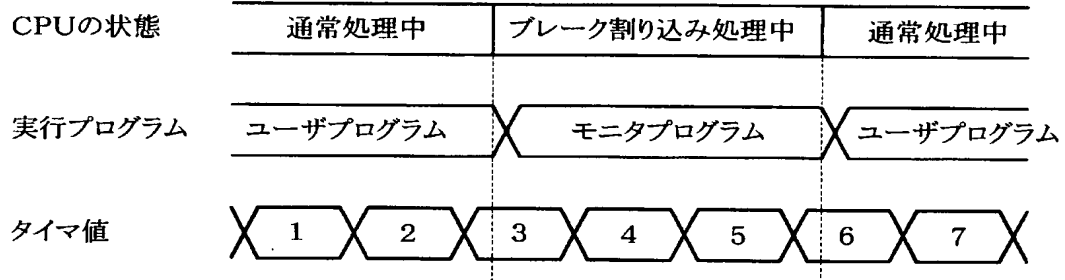 CPUの状態 通常処理中 ブレーク割り込み処理中 通常処理中
実行プログラム ユーザプログラム モニタプログラム ユーザプログラム
タイマ値 1 2 3 4 5 6 7